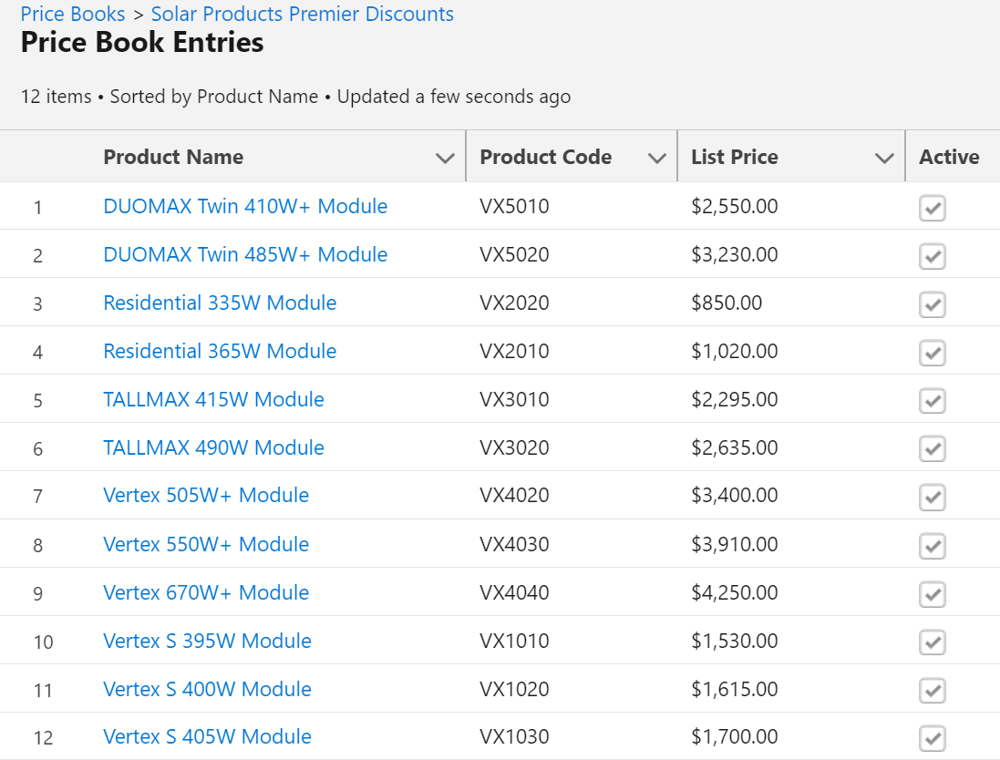 Price Books > Solar Products Premier Discounts
Price Book Entries
12 items • Sorted by Product Name • Updated a few seconds ago
Product Name Product Code List Price Active
1 DUOMAX Twin 410W+ Module VX5010 $2,550.00
2 DUOMAX Twin 485W+ Module VX5020 $3,230.00
3 Residential 335W Module VX2020 $850.00
4 Residential 365W Module VX2010 $1,020.00
5 TALLMAX 415W Module VX3010 $2,295.00
6 TALLMAX 490W Module VX3020 $2,635.00
7 Vertex 505W+ Module VX4020 $3,400.00
8 Vertex 550W+ Module VX4030 $3,910.00
9 Vertex 670W+ Module VX4040 $4,250.00
10 Vertex S 395W Module VX1010 $1,530.00
11 Vertex S 400W Module VX1020 $1,615.00
12 Vertex S 405W Module VX1030 $1,700.00